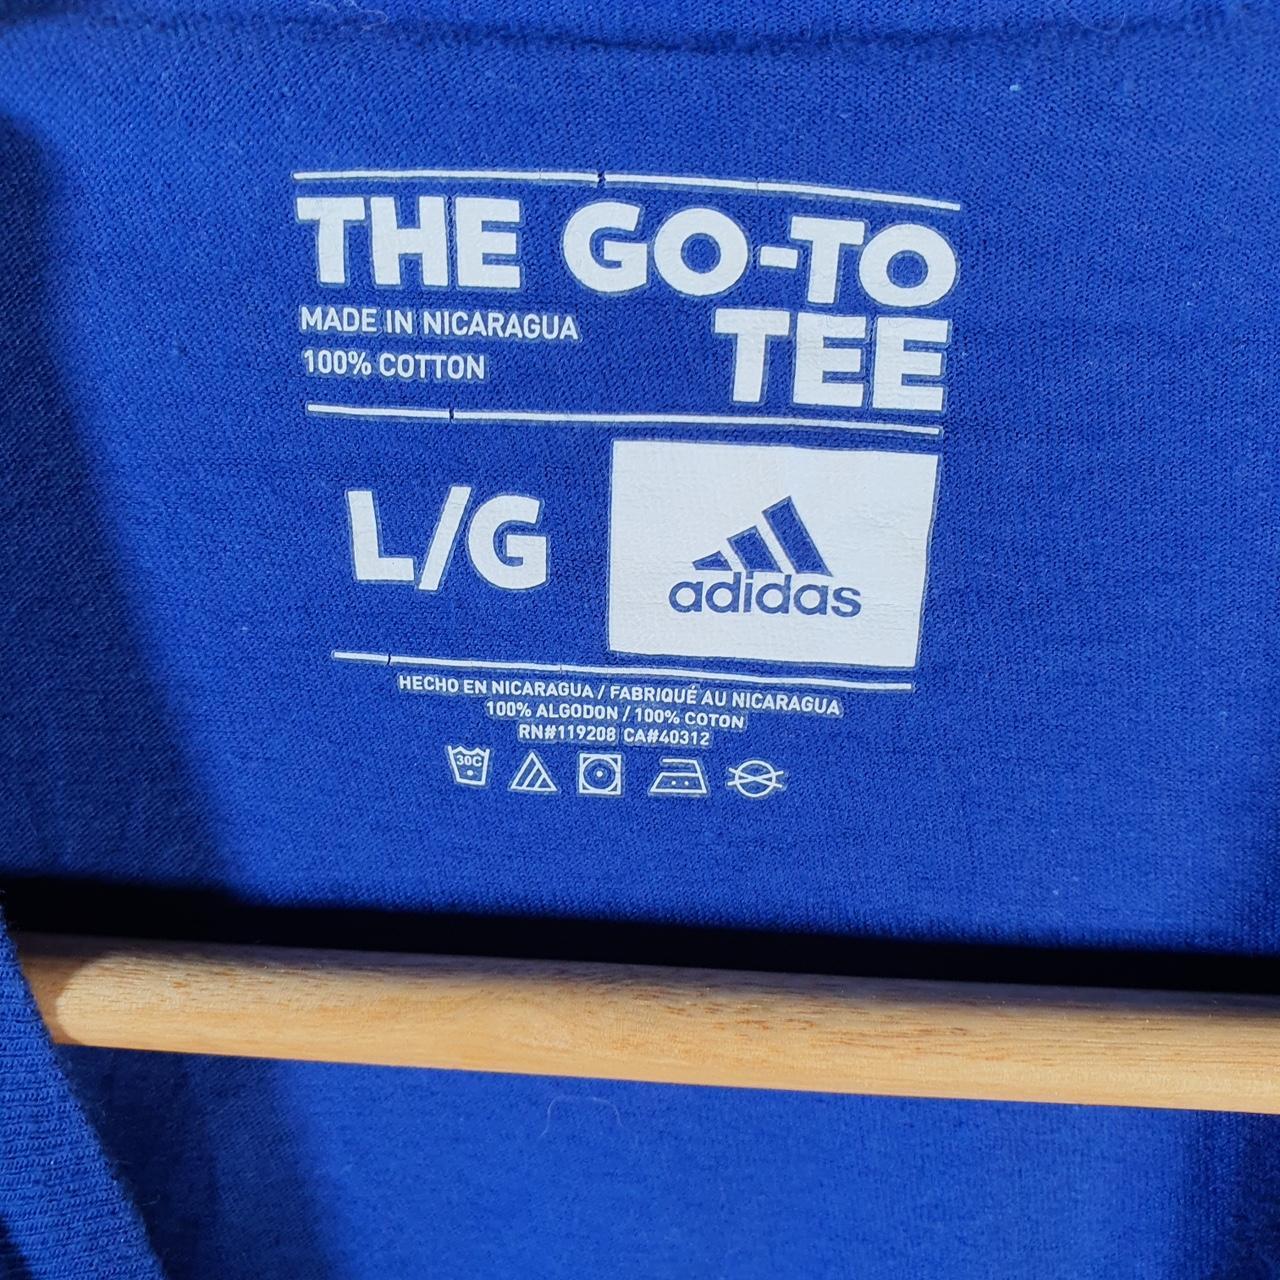 THE GO-TO
TEE
MADE IN NICARAGUA
100% COTTON
L/G
adidas
HECHO EN NICARAGUA / FABRIQUÉ AU NICARAGUA
100% ALGODON / 100% COTON
RN#119208 CA#40312
30C